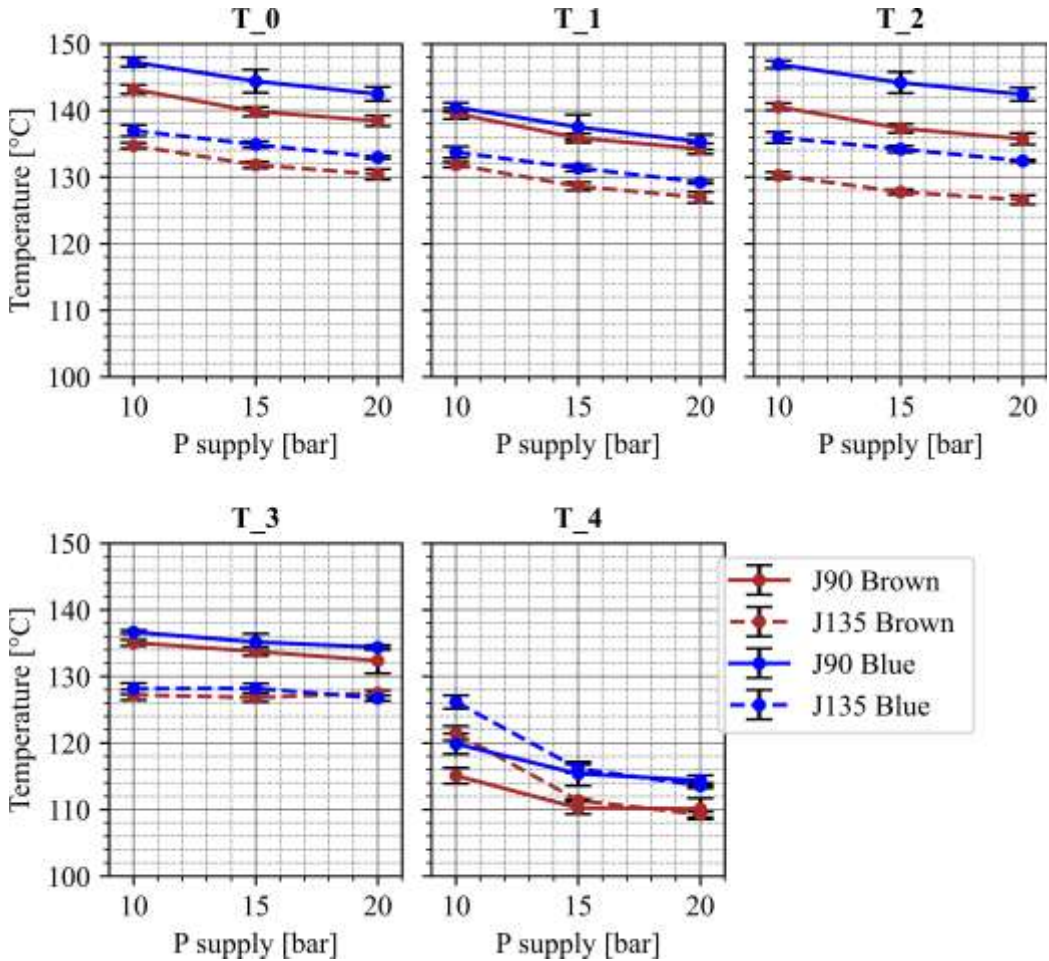 T_0
T_1
T_2
150
140
130
120
110
100
Temperature [°C]
10 15 20
10 15 20
10 15 20
P supply [bar]
P supply [bar]
P supply [bar]
T_3
T_4
150
140
130
120
110
100
Temperature [°C]
10 15 20
10 15 20
P supply [bar]
P supply [bar]
J90 Brown
J135 Brown
J90 Blue
J135 Blue